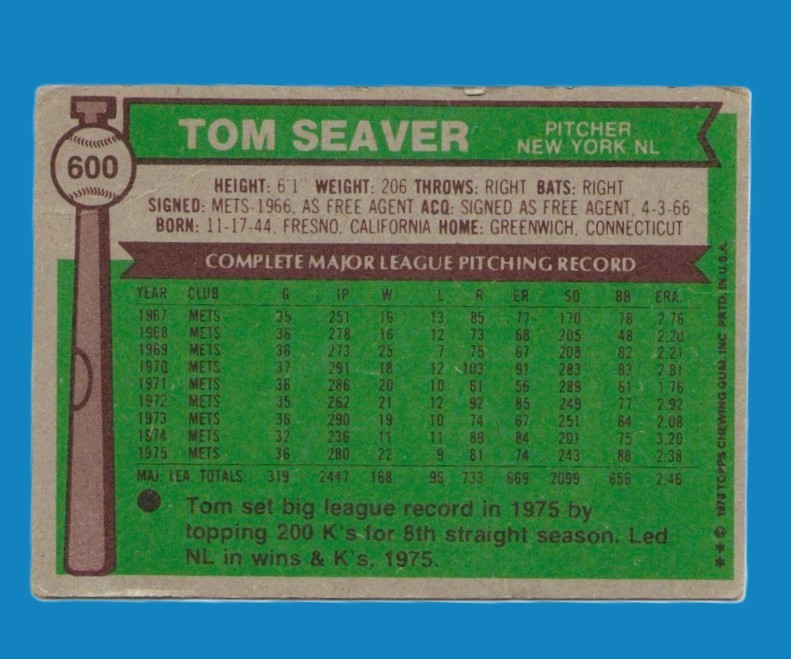 600
TOM SEAVER
PITCHER
NEW YORK NL
HEIGHT: 6'1" WEIGHT: 206 THROWS: RIGHT BATS: RIGHT
SIGNED: METS-1966, AS FREE AGENT ACQ: SIGNED AS FREE AGENT, 4-3-66
BORN: 11-17-44, FRESNO, CALIFORNIA HOME: GREENWICH, CONNECTICUT
COMPLETE MAJOR LEAGUE PITCHING RECORD
YEAR CLUB G IP W L R ER SO BB ERA.
1967 METS 35 251 16 13 85 77 170 78 2.76
1968 METS 36 278 16 12 73 68 205 48 2.20
1969 METS 36 273 25 7 75 67 208 82 2.21
1970 METS 37 291 18 12 103 91 283 83 2.81
1971 METS 36 286 20 10 61 56 289 61 1.76
1972 METS 35 262 21 12 92 85 249 77 2.92
1973 METS 36 290 19 10 74 67 251 64 2.08
1974 METS 32 236 11 11 89 84 201 75 3.20
1975 METS 36 280 22 9 81 74 243 88 2.38
MAJ. LEA. TOTALS 319 2447 168 96 733 669 2099 656 2.46
Tom set big league record in 1975 by
topping 200 K's for 8th straight season. Led
NL in wins & K's, 1975.
** © 1976 TOPPS CHEWING GUM, INC. PRTD. IN U.S.A.